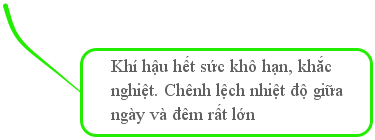 Khí hậu hết sức khô hạn, khắc
nghiệt. Chênh lệch nhiệt độ giữa
ngày và đêm rất lớn